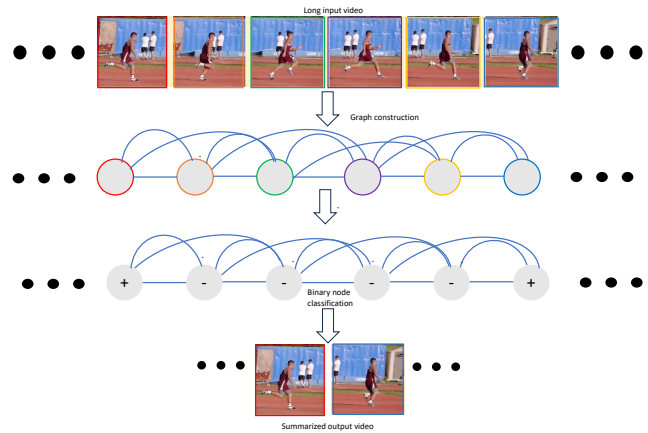 Long input video
Graph construction
+ - - - - +
Binary node
classification
Summarized output video